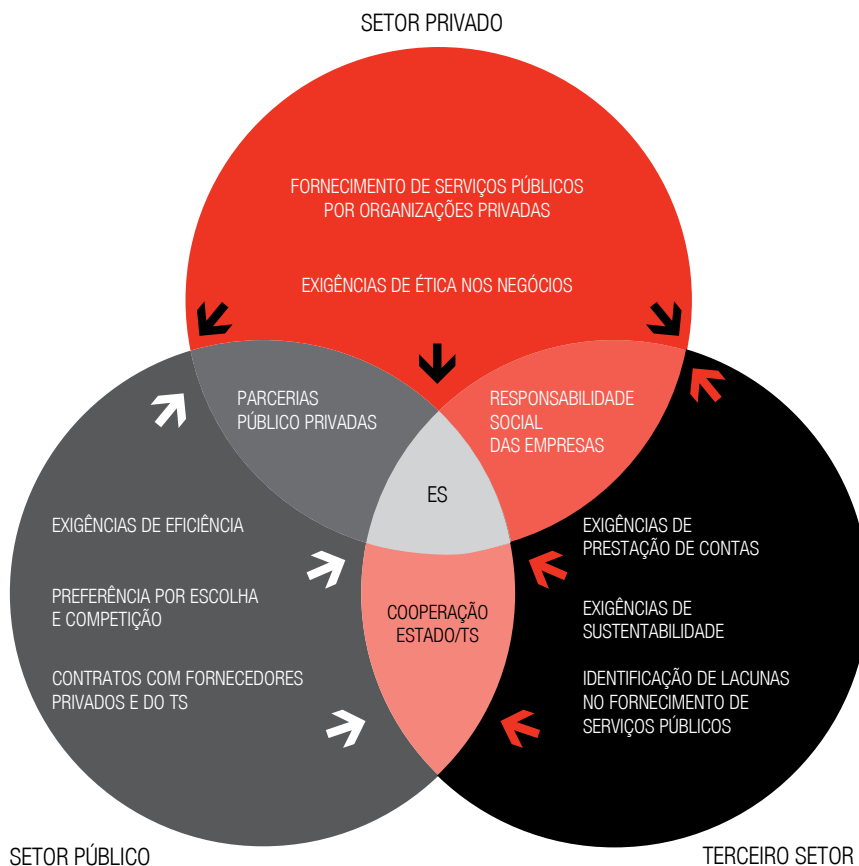 SETOR PRIVADO
FORNECIMENTO DE SERVIÇOS PÚBLICOS
POR ORGANIZAÇÕES PRIVADAS
EXIGÊNCIAS DE ÉTICA NOS NEGÓCIOS
PARCERIAS
PÚBLICO PRIVADAS
RESPONSABILIDADE
SOCIAL
DAS EMPRESAS
ES
EXIGÊNCIAS DE EFICIÊNCIA
PREFERÊNCIA POR ESCOLHA
E COMPETIÇÃO
CONTRATOS COM FORNECEDORES
PRIVADOS E DO TS
COOPERAÇÃO
ESTADO/TS
EXIGÊNCIAS DE
PRESTAÇÃO DE CONTAS
EXIGÊNCIAS DE
SUSTENTABILIDADE
IDENTIFICAÇÃO DE LACUNAS
NO FORNECIMENTO DE
SERVIÇOS PÚBLICOS
SETOR PÚBLICO
TERCEIRO SETOR